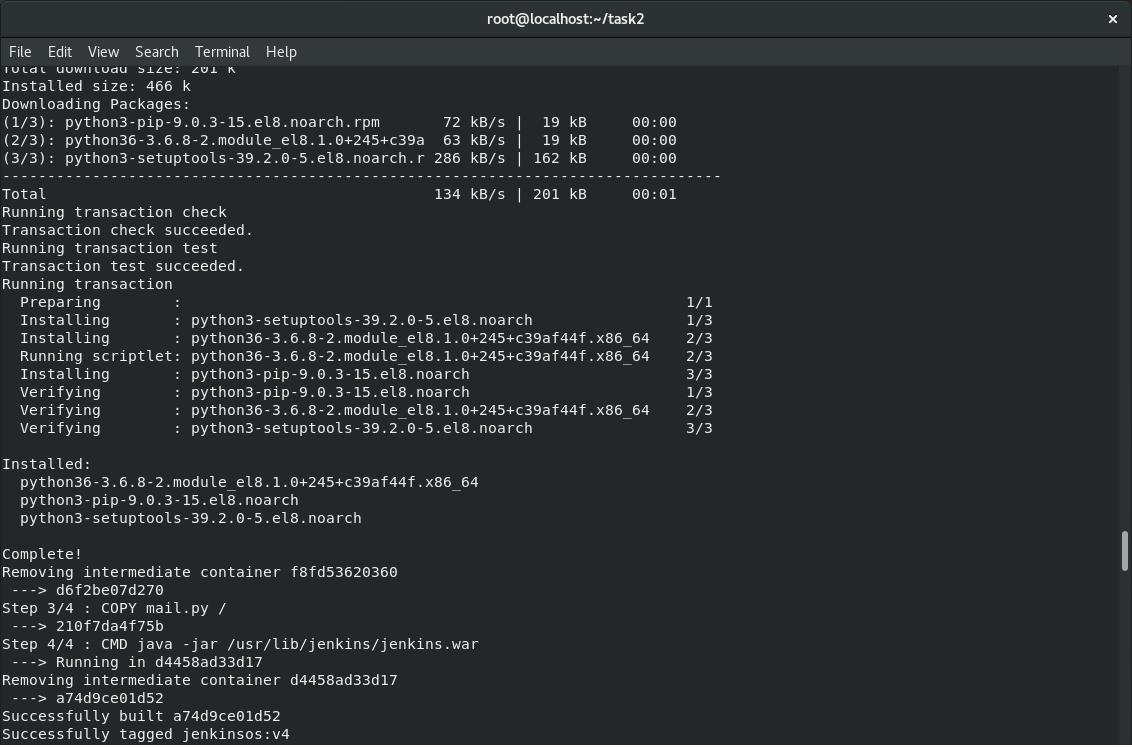 root@localhost:~/task2
×
File Edit View Search Terminal Help
Total download size: 201 k
Installed size: 466 k
Downloading Packages:
(1/3): python3-pip-9.0.3-15.el8.noarch.rpm       72 kB/s |  19 kB     00:00
(2/3): python36-3.6.8-2.module_el8.1.0+245+c39a  63 kB/s |  19 kB     00:00
(3/3): python3-setuptools-39.2.0-5.el8.noarch.r 286 kB/s | 162 kB     00:00
--------------------------------------------------------------------------------
Total                                           134 kB/s | 201 kB     00:01
Running transaction check
Transaction check succeeded.
Running transaction test
Transaction test succeeded.
Running transaction
  Preparing        :                                                        1/1
  Installing       : python3-setuptools-39.2.0-5.el8.noarch                 1/3
  Installing       : python36-3.6.8-2.module_el8.1.0+245+c39af44f.x86_64    2/3
  Running scriptlet: python36-3.6.8-2.module_el8.1.0+245+c39af44f.x86_64    2/3
  Installing       : python3-pip-9.0.3-15.el8.noarch                        3/3
  Verifying        : python3-pip-9.0.3-15.el8.noarch                        1/3
  Verifying        : python36-3.6.8-2.module_el8.1.0+245+c39af44f.x86_64    2/3
  Verifying        : python3-setuptools-39.2.0-5.el8.noarch                 3/3

Installed:
  python36-3.6.8-2.module_el8.1.0+245+c39af44f.x86_64
  python3-pip-9.0.3-15.el8.noarch
  python3-setuptools-39.2.0-5.el8.noarch

Complete!
Removing intermediate container f8fd53620360
 ---> d6f2be07d270
Step 3/4 : COPY mail.py /
 ---> 210f7da4f75b
Step 4/4 : CMD java -jar /usr/lib/jenkins/jenkins.war
 ---> Running in d4458ad33d17
Removing intermediate container d4458ad33d17
 ---> a74d9ce01d52
Successfully built a74d9ce01d52
Successfully tagged jenkinsos:v4